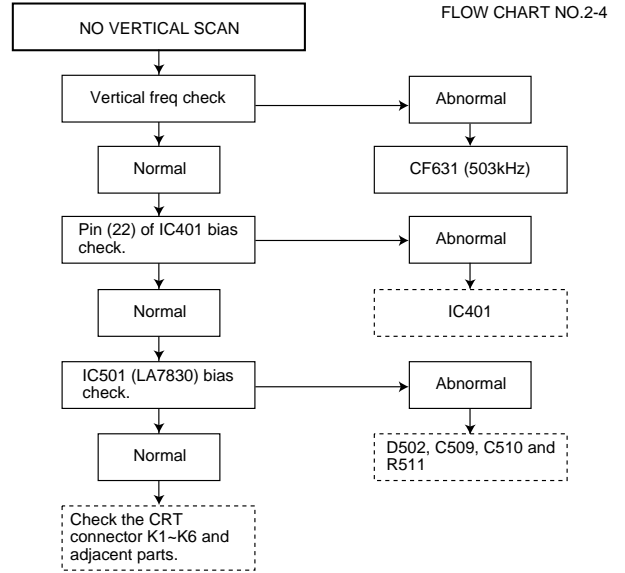 FLOW CHART NO.2-4
NO VERTICAL SCAN
Vertical freq check
Abnormal
Normal
CF631 (503kHz)
Pin (22) of IC401 bias
check.
Abnormal
Normal
IC401
IC501 (LA7830) bias
check.
Abnormal
Normal
D502, C509, C510 and
R511
Check the CRT
connector K1~K6 and
adjacent parts.